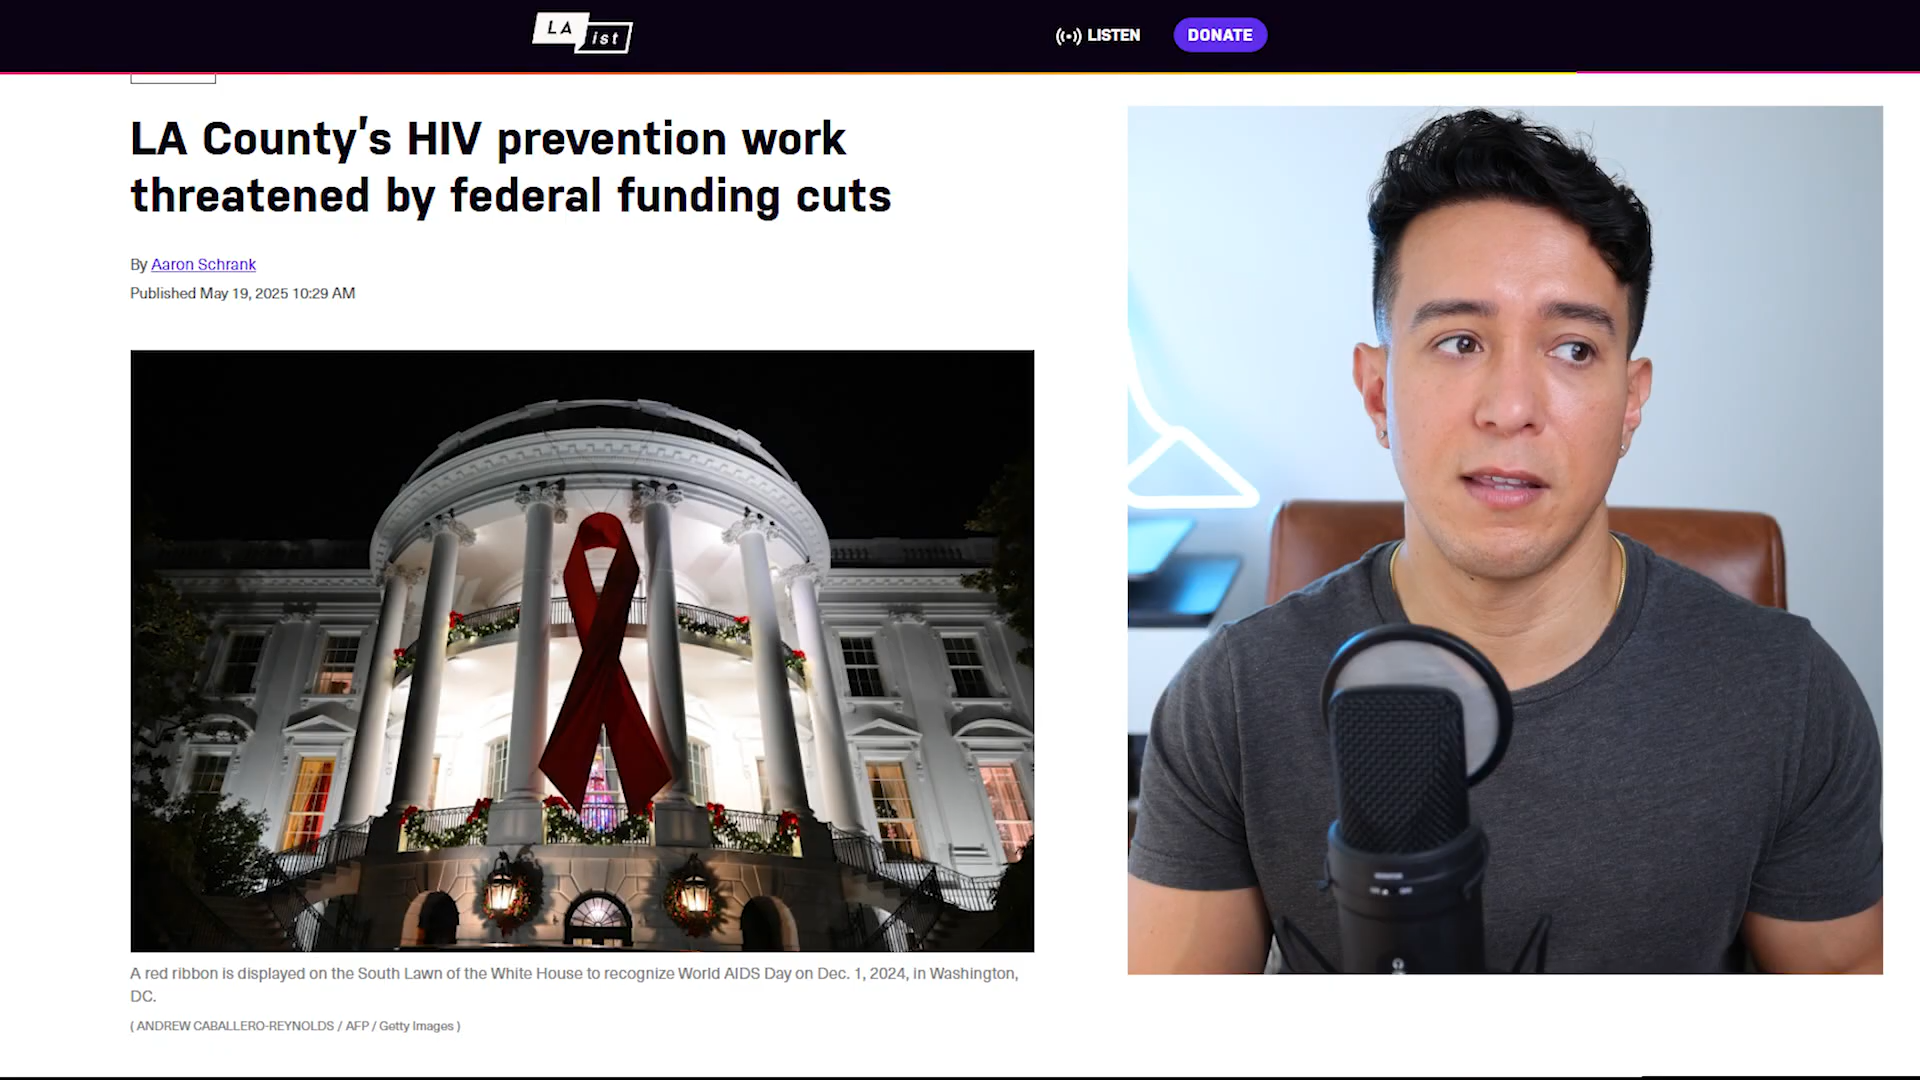 LA
ist
LISTEN
DONATE
LA County's HIV prevention work
threatened by federal funding cuts
By Aaron Schrank
Published May 19, 2025 10:29 AM
A red ribbon is displayed on the South Lawn of the White House to recognize World AIDS Day on Dec. 1, 2024, in Washington,
DC.
( ANDREW CABALLERO-REYNOLDS / AFP / Getty Images )